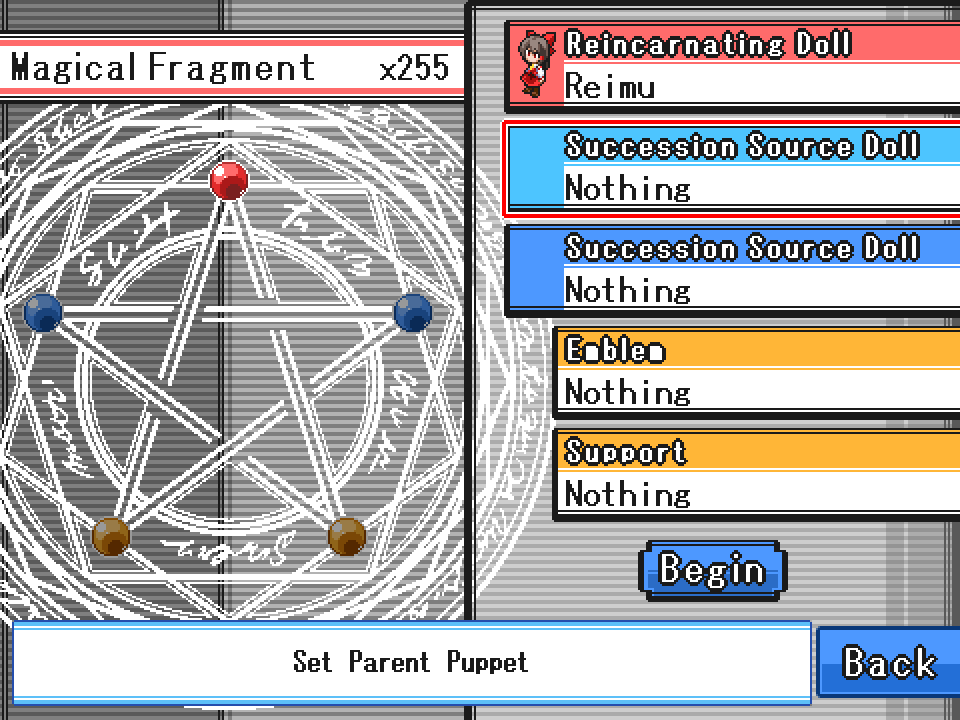 Magical Fragment x255
Reincarnating Doll
Reimu
Succession Source Doll
Nothing
Succession Source Doll
Nothing
Emblem
Nothing
Support
Nothing
Begin
Set Parent Puppet
Back